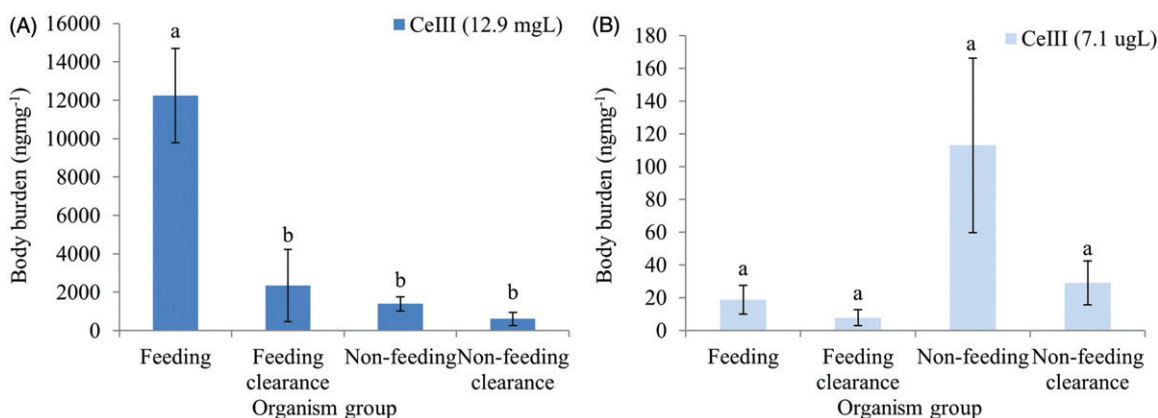 (A)
CeIII (12.9 mgL)
Body burden (ngmg⁻¹)
16000
14000
12000
10000
8000
6000
4000
2000
0
a
b
b
b
Feeding
Feeding clearance
Non-feeding
Non-feeding clearance
Organism group
(B)
CeIII (7.1 ugL)
Body burden (ngmg⁻¹)
180
160
140
120
100
80
60
40
20
0
a
a
a
a
Feeding
Feeding
clearance
Non-feeding
Non-feeding
clearance
Organism group